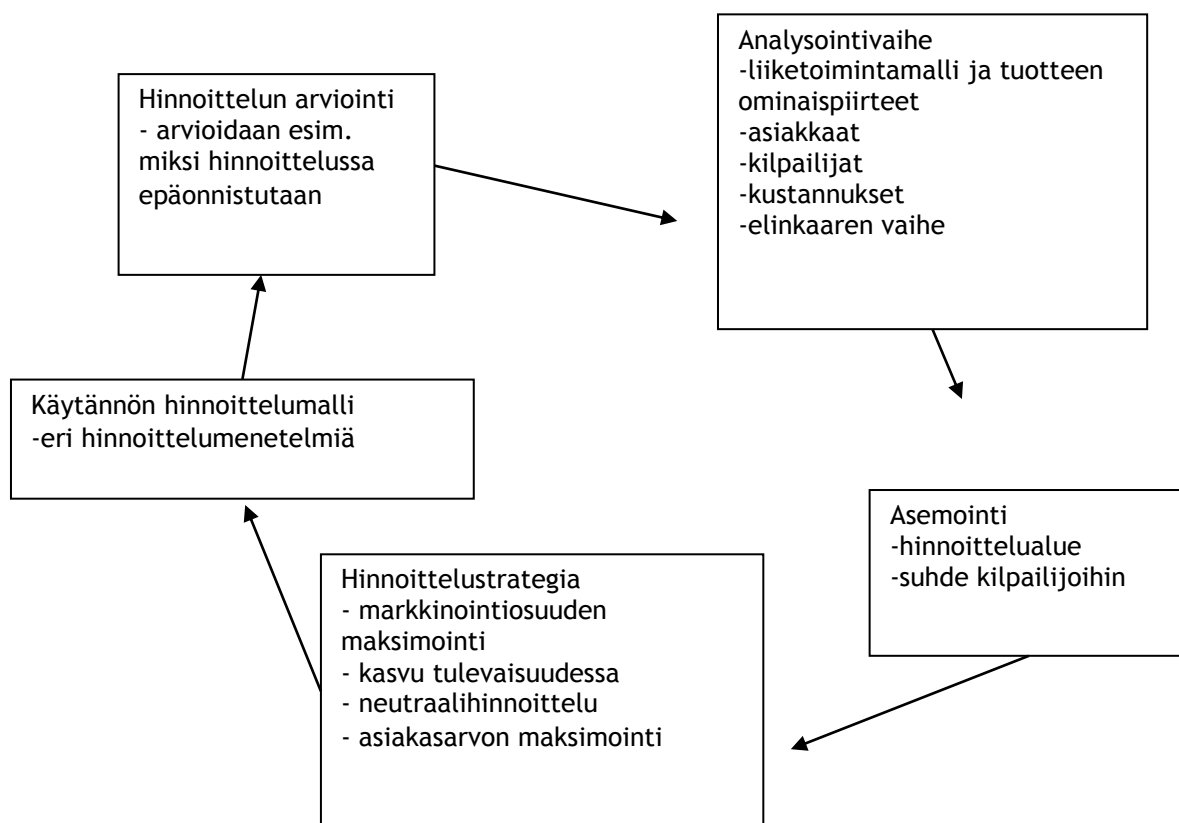 Analysointivaihe
-liiketoimintamalli ja tuotteen
ominaispiirteet
-asiakkaat
-kilpailijat
-kustannukset
-elinkaaren vaihe
Hinnoittelun arviointi
- arvioidaan esim.
miksi hinnoittelussa
epäonnistutaan
Käytännön hinnoittelumalli
-eri hinnoittelumenetelmiä
Asemointi
-hinnoittelualue
-suhde kilpailijoihin
Hinnoittelustrategia
- markkinointiosuuden
maksimointi
- kasvu tulevaisuudessa
- neutraalihinnoittelu
- asiakasarvon maksimointi